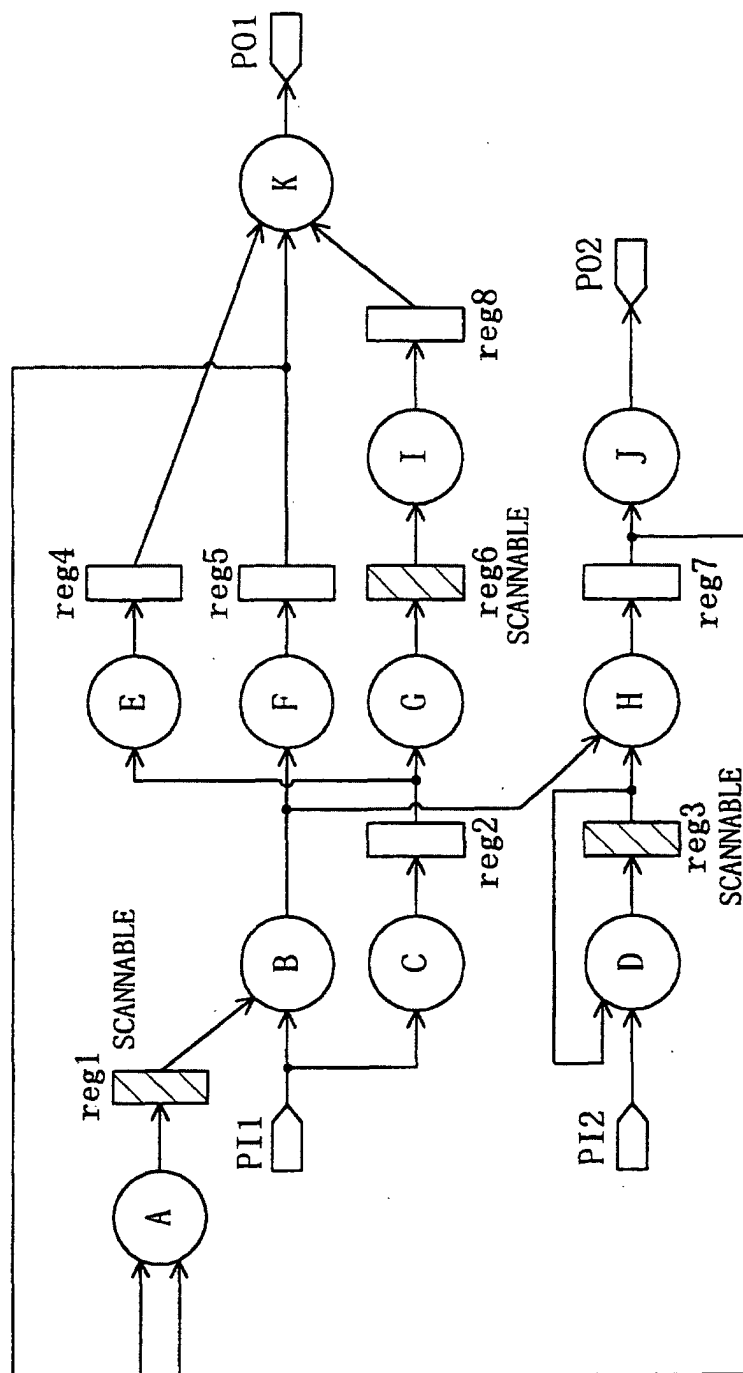 PO1
K
reg8
PO2
I
J
reg4
reg5
reg6
SCANNABLE
reg7
E
F
G
H
reg2
reg3
SCANNABLE
SCANNABLE
B
C
D
reg1
PI1
PI2
A